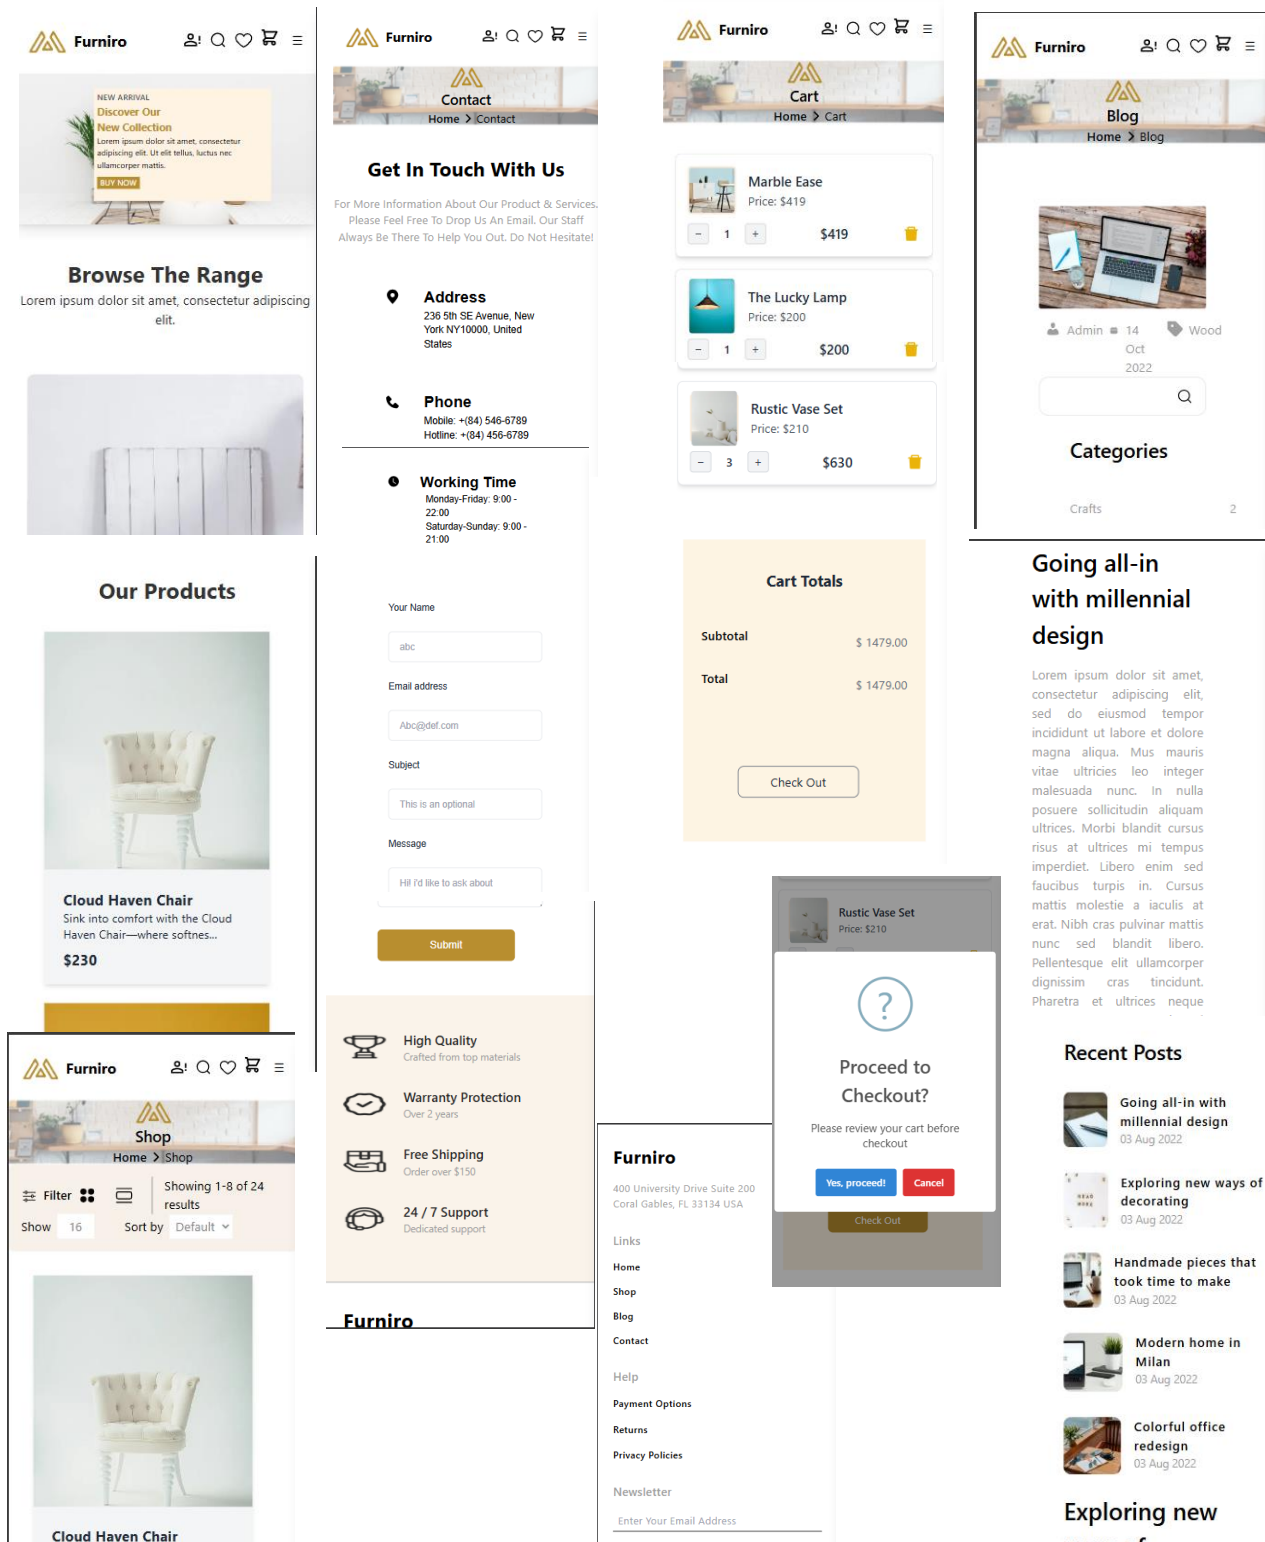 Furniro
NEW ARRIVAL
Discover Our
New Collection
Lorem ipsum dolor sit amet, consectetur
adipiscing elit. Ut elit tellus, luctus nec
ullamcorper mattis.
BUY NOW
Browse The Range
Lorem ipsum dolor sit amet, consectetur adipiscing
elit.
Our Products
Cloud Haven Chair
Sink into comfort with the Cloud
Haven Chair—where softnes...
$230
Furniro
Shop
Home > Shop
Filter
Showing 1-8 of 24
results
Show 16 Sort by Default
Cloud Haven Chair
Furniro
Contact
Home > Contact
Get In Touch With Us
For More Information About Our Product & Services.
Please Feel Free To Drop Us An Email. Our Staff
Always Be There To Help You Out. Do Not Hesitate!
Address
236 5th SE Avenue, New
York NY10000, United
States
Phone
Mobile: +(84) 546-6789
Hotline: +(84) 456-6789
Working Time
Monday-Friday: 9:00 -
22:00
Saturday-Sunday: 9:00 -
21:00
Your Name
abc
Email address
Abc@def.com
Subject
This is an optional
Message
Hi! i'd like to ask about
Submit
High Quality
Crafted from top materials
Warranty Protection
Over 2 years
Free Shipping
Order over $150
24 / 7 Support
Dedicated support
Furniro
Furniro
Cart
Home > Cart
Marble Ease
Price: $419
− 1 + $419
The Lucky Lamp
Price: $200
− 1 + $200
Rustic Vase Set
Price: $210
− 3 + $630
Cart Totals
Subtotal $ 1479.00
Total $ 1479.00
Check Out
Rustic Vase Set
Price: $210
?
Proceed to
Checkout?
Please review your cart before
checkout
Yes, proceed! Cancel
Check Out
Furniro
400 University Drive Suite 200
Coral Gables, FL 33134 USA
Links
Home
Shop
Blog
Contact
Help
Payment Options
Returns
Privacy Policies
Newsletter
Enter Your Email Address
Furniro
Blog
Home > Blog
Admin 14 Wood
Oct
2022
Categories
Crafts 2
Going all-in
with millennial
design
Lorem ipsum dolor sit amet,
consectetur adipiscing elit,
sed do eiusmod tempor
incididunt ut labore et dolore
magna aliqua. Mus mauris
vitae ultricies leo integer
malesuada nunc. In nulla
posuere sollicitudin aliquam
ultrices. Morbi blandit cursus
risus at ultrices mi tempus
imperdiet. Libero enim sed
faucibus turpis in. Cursus
mattis molestie a iaculis at
erat. Nibh cras pulvinar mattis
nunc sed blandit libero.
Pellentesque elit ullamcorper
dignissim cras tincidunt.
Pharetra et ultrices neque
Recent Posts
Going all-in with
millennial design
03 Aug 2022
Exploring new ways of
decorating
03 Aug 2022
Handmade pieces that
took time to make
03 Aug 2022
Modern home in
Milan
03 Aug 2022
Colorful office
redesign
03 Aug 2022
Exploring new